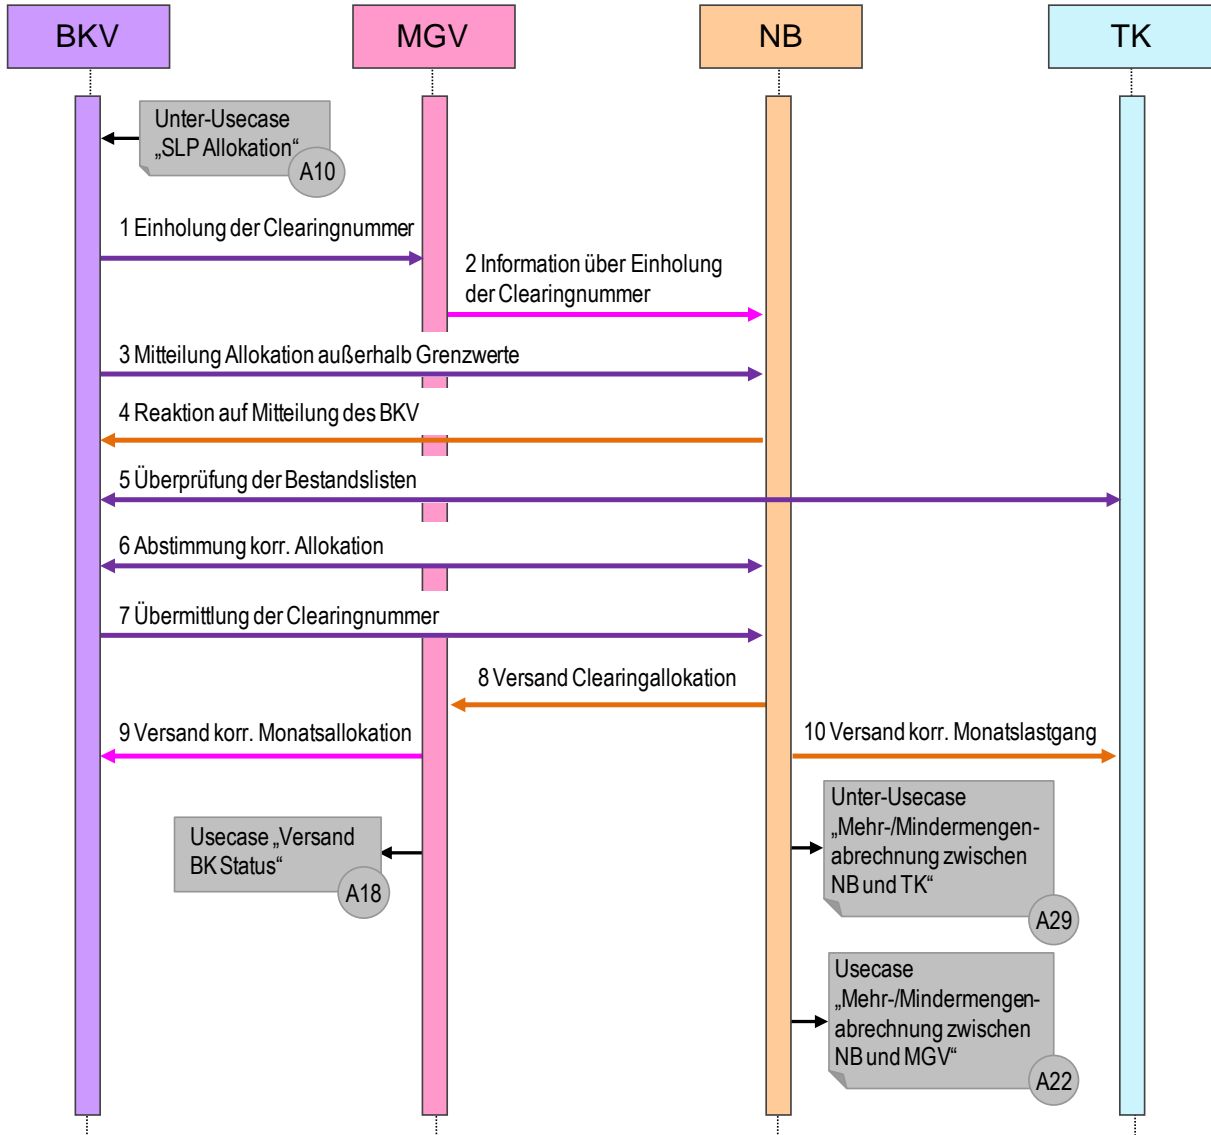 BKV
MGV
NB
TK
Unter-Usecase
„SLP Allokation“
A10
1 Einholung der Clearingnummer
2 Information über Einholung
der Clearingnummer
3 Mitteilung Allokation außerhalb Grenzwerte
4 Reaktion auf Mitteilung des BKV
5 Überprüfung der Bestandslisten
6 Abstimmung korr. Allokation
7 Übermittlung der Clearingnummer
8 Versand Clearingallokation
9 Versand korr. Monatsallokation
10 Versand korr. Monatslastgang
Unter-Usecase
„Mehr-/Mindermengen-
abrechnung zwischen
NB und TK“
A29
Usecase „Versand
BK Status“
A18
Usecase
„Mehr-/Mindermengen-
abrechnung zwischen
NB und MGV“
A22